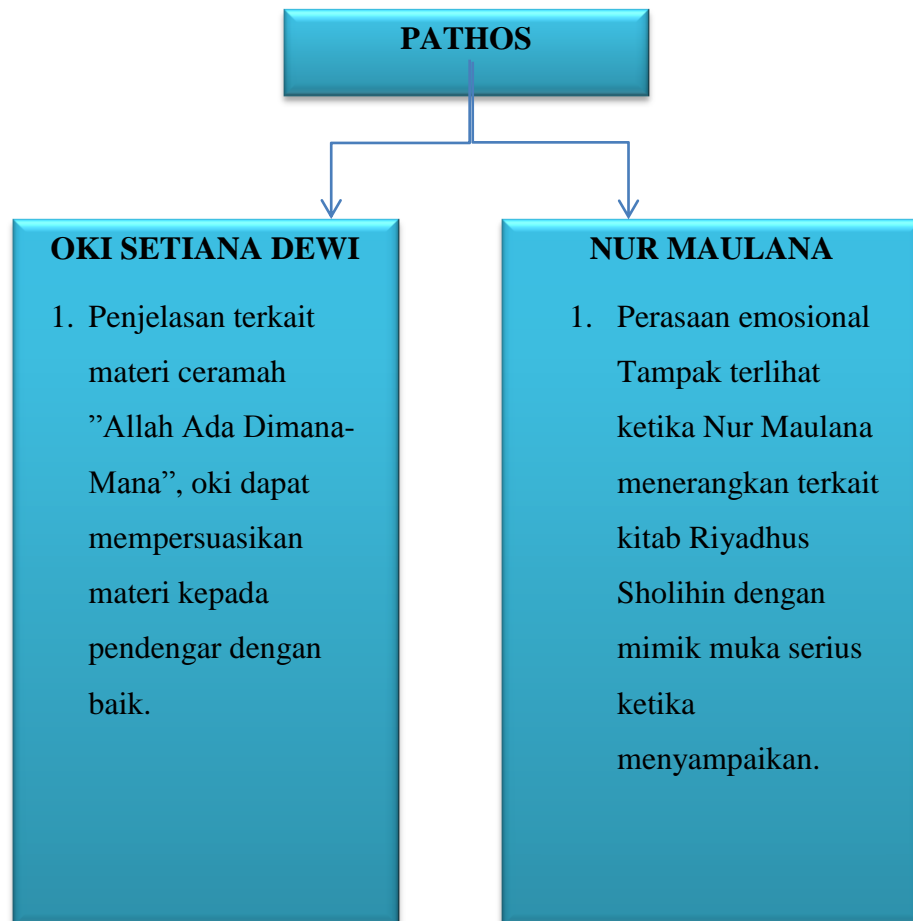 PATHOS
OKI SETIANA DEWI
1. Penjelasan terkait
materi ceramah
”Allah Ada Dimana-
Mana”, oki dapat
mempersuasikan
materi kepada
pendengar dengan
baik.
NUR MAULANA
1. Perasaan emosional
Tampak terlihat
ketika Nur Maulana
menerangkan terkait
kitab Riyadhus
Sholihin dengan
mimik muka serius
ketika
menyampaikan.